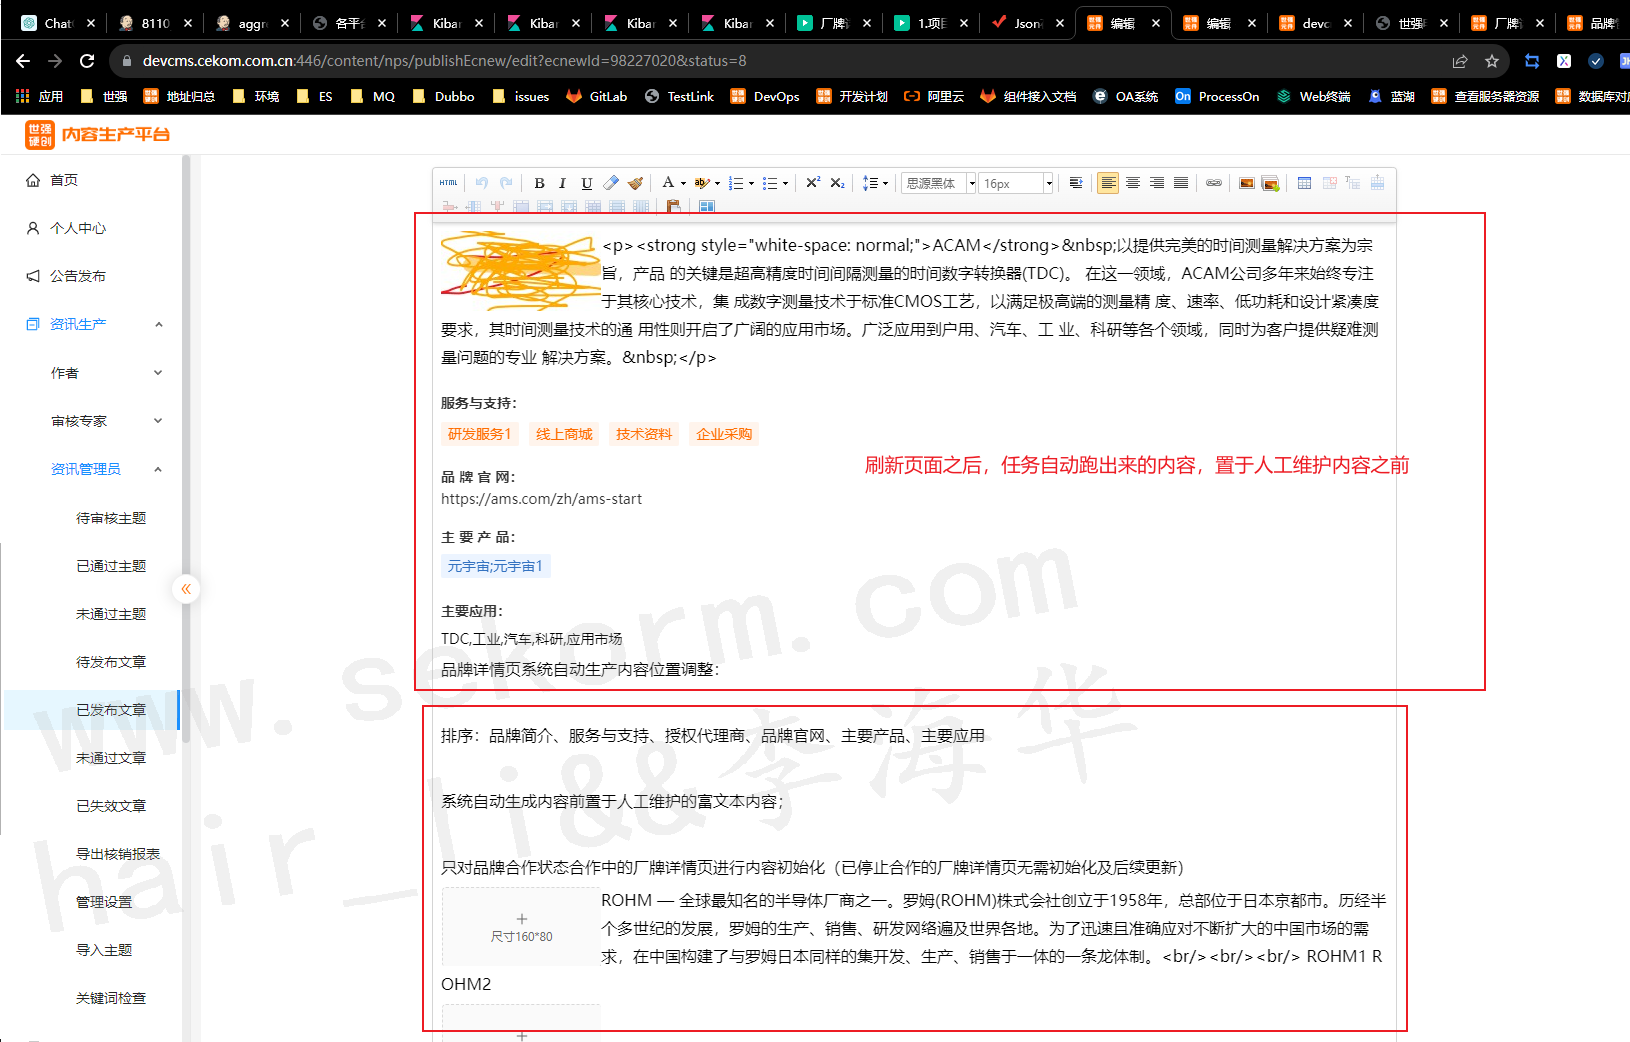 Chat
8110
aggr
各平台
Kibar
Kibar
Kibar
Kibar
厂牌
1.项目
Json
编辑
编辑
devc
世强
厂牌
品牌
devcms.cekom.com.cn:446/content/nps/publishEcnew/edit?ecnewId=98227020&status=8
应用 世强 地址归总 环境 ES MQ Dubbo issues GitLab TestLink DevOps 开发计划 阿里云 组件接入文档 OA系统 ProcessOn Web终端 蓝湖 查看服务器资源 数据库对
世强硬创 内容生产平台
首页
个人中心
公告发布
资讯生产
作者
审核专家
资讯管理员
待审核主题
已通过主题
未通过主题
待发布文章
已发布文章
未通过文章
已失效文章
导出核销报表
管理设置
导入主题
关键词检查
HTML B I U A 思源黑体 16px
<p><strong style="white-space: normal;">ACAM</strong>&nbsp;以提供完美的时间测量解决方案为宗
旨，产品 的关键是超高精度时间间隔测量的时间数字转换器(TDC)。 在这一领域，ACAM公司多年来始终专注
于其核心技术，集 成数字测量技术于标准CMOS工艺，以满足极高端的测量精 度、速率、低功耗和设计紧凑度
要求，其时间测量技术的通 用性则开启了广阔的应用市场。广泛应用到户用、汽车、工 业、科研等各个领域，同时为客户提供疑难测
量问题的专业 解决方案。&nbsp;</p>
服务与支持：
研发服务1 线上商城 技术资料 企业采购
刷新页面之后，任务自动跑出来的内容，置于人工维护内容之前
品 牌 官 网：
https://ams.com/zh/ams-start
主 要 产 品：
元宇宙;元宇宙1
主要应用：
TDC,工业,汽车,科研,应用市场
品牌详情页系统自动生产内容位置调整：
排序：品牌简介、服务与支持、授权代理商、品牌官网、主要产品、主要应用
系统自动生成内容前置于人工维护的富文本内容；
只对品牌合作状态合作中的厂牌详情页进行内容初始化（已停止合作的厂牌详情页无需初始化及后续更新）
尺寸160*80
ROHM — 全球最知名的半导体厂商之一。罗姆(ROHM)株式会社创立于1958年，总部位于日本京都市。历经半
个多世纪的发展，罗姆的生产、销售、研发网络遍及世界各地。为了迅速且准确应对不断扩大的中国市场的需
求，在中国构建了与罗姆日本同样的集开发、生产、销售于一体的一条龙体制。<br/><br/><br/> ROHM1 R
OHM2
www.sekorm.com
hair_li&&李海华